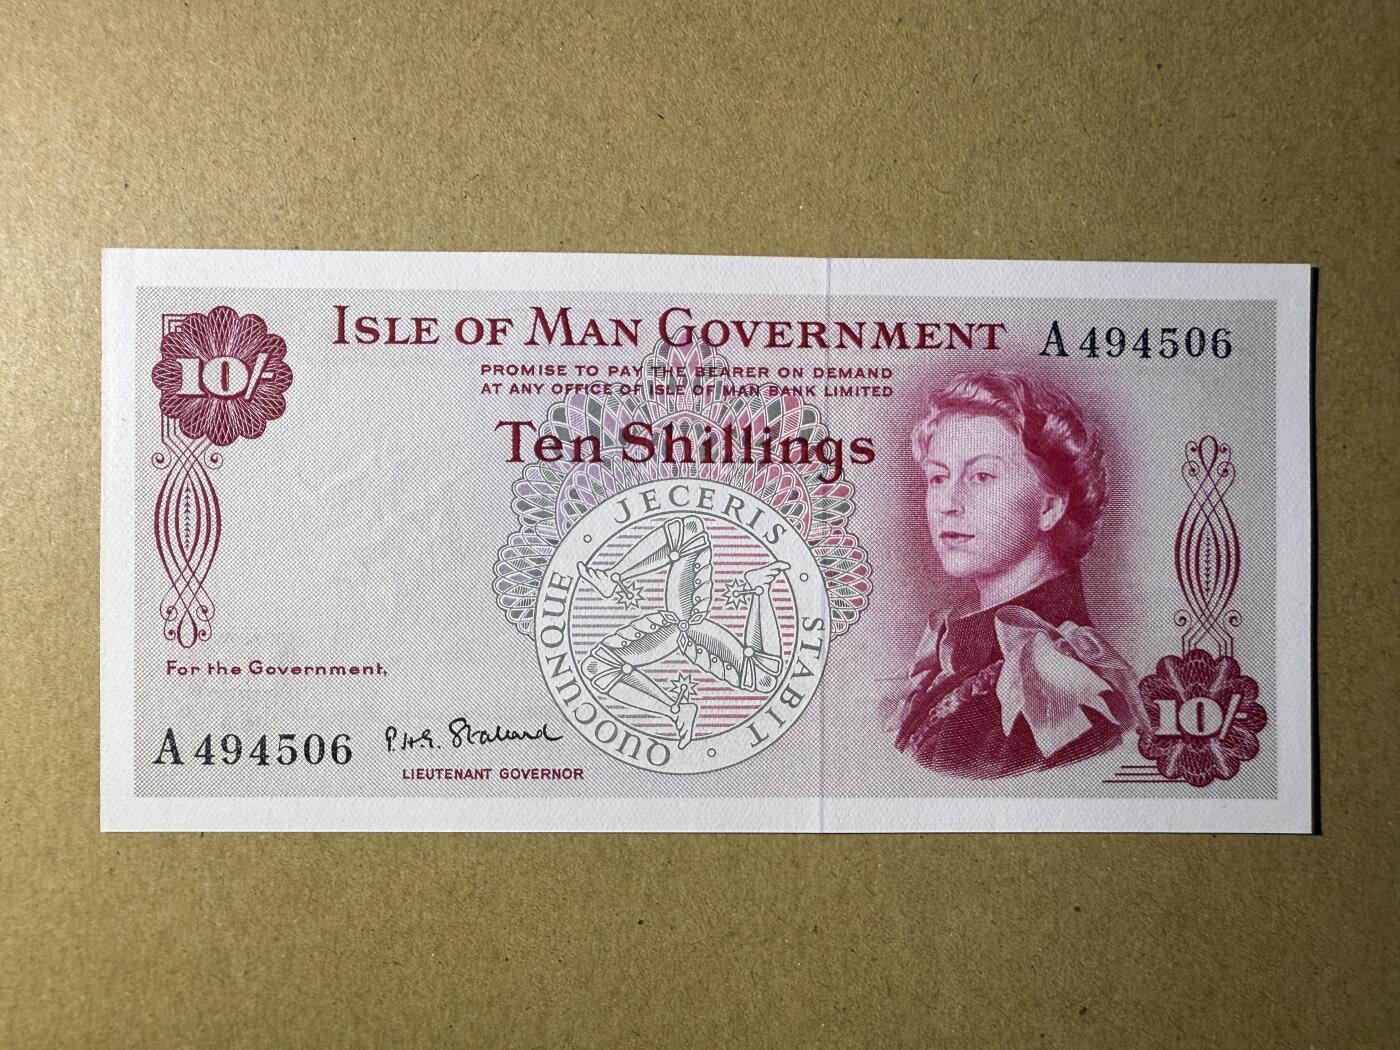 10/-
ISLE OF MAN GOVERNMENT
A 494506
PROMISE TO PAY THE BEARER ON DEMAND
AT ANY OFFICE OF ISLE OF MAN BANK LIMITED
Ten Shillings
QUOCUNQUE · JECERIS · STABIT ·
For the Government,
A 494506
P.H.G. Stallard
LIEUTENANT GOVERNOR
10/-